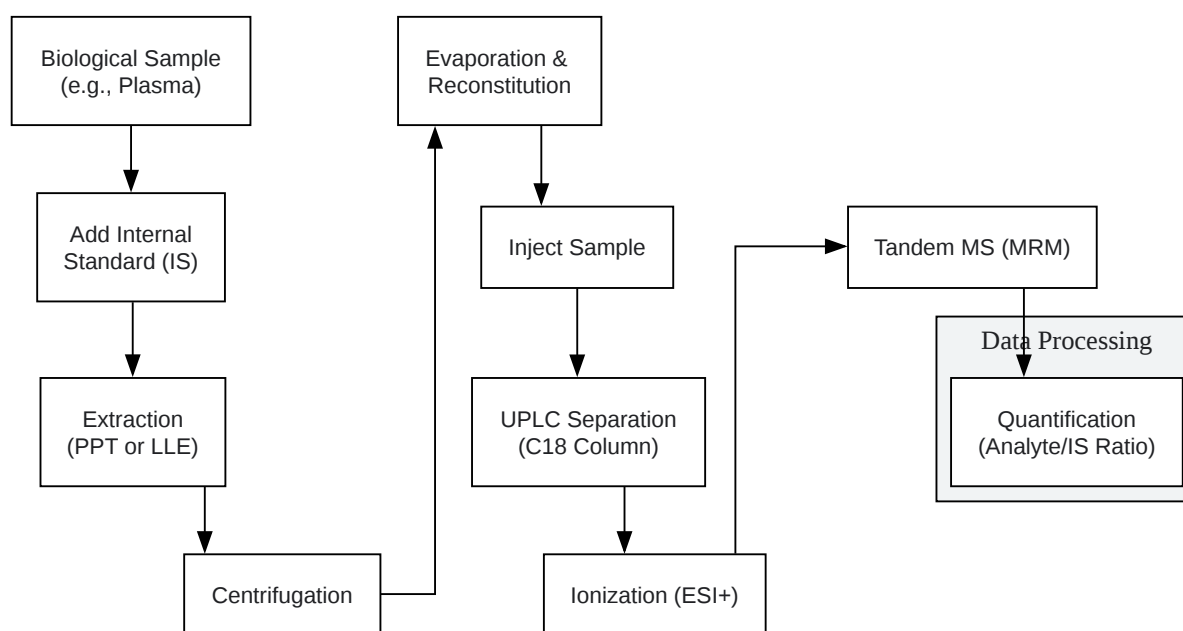 Biological Sample
(e.g., Plasma)
Add Internal
Standard (IS)
Extraction
(PPT or LLE)
Centrifugation
Evaporation &
Reconstitution
Inject Sample
UPLC Separation
(C18 Column)
Ionization (ESI+)
Tandem MS (MRM)
Data Processing
Quantification
(Analyte/IS Ratio)